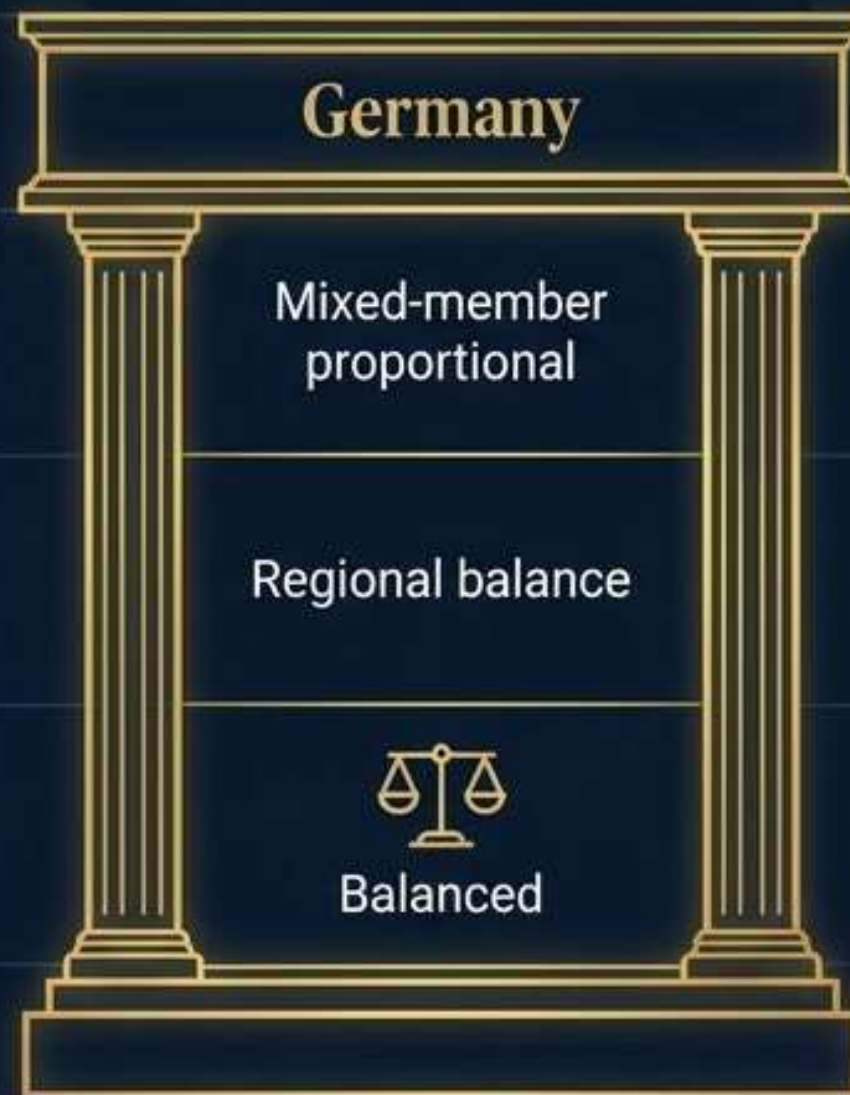 Germany
Mixed-member
proportional
Regional balance
Balanced